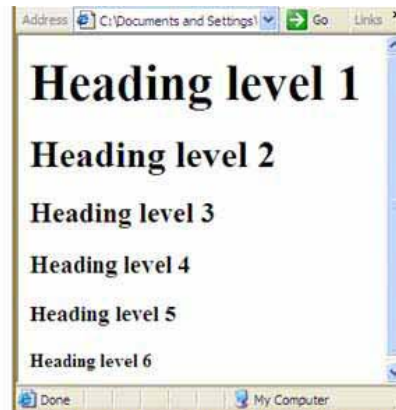 Address C:\Documents and Settings\ Go Links
Heading level 1
Heading level 2
Heading level 3
Heading level 4
Heading level 5
Heading level 6
Done My Computer